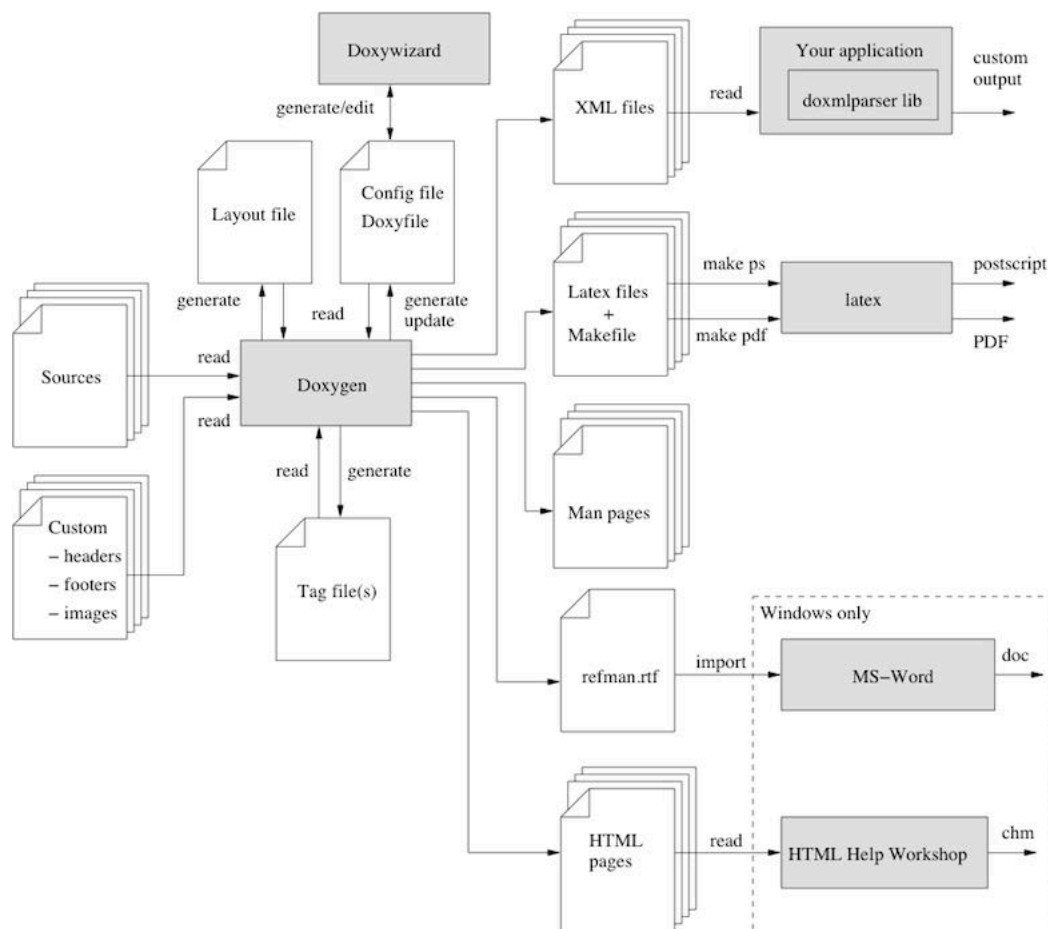 Doxywizard
generate/edit
Layout file
Config file
Doxyfile
generate
read
generate
update
Sources
read
Doxygen
read
Custom
– headers
– footers
– images
read
generate
Tag file(s)
XML files
read
Your application
doxmlparser lib
custom
output
Latex files
+
Makefile
make ps
make pdf
latex
postscript
PDF
Man pages
Windows only
refman.rtf
import
MS–Word
doc
HTML
pages
read
HTML Help Workshop
chm